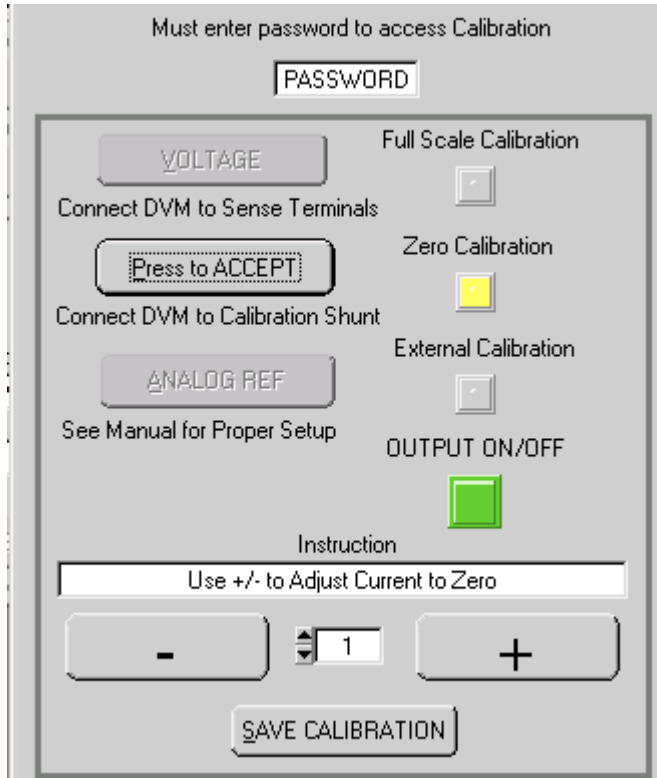 Must enter password to access Calibration
PASSWORD
VOLTAGE
Full Scale Calibration
Connect DVM to Sense Terminals
Press to ACCEPT
Zero Calibration
Connect DVM to Calibration Shunt
External Calibration
ANALOG REF
See Manual for Proper Setup
OUTPUT ON/OFF
Instruction
Use +/- to Adjust Current to Zero
- 1 +
SAVE CALIBRATION